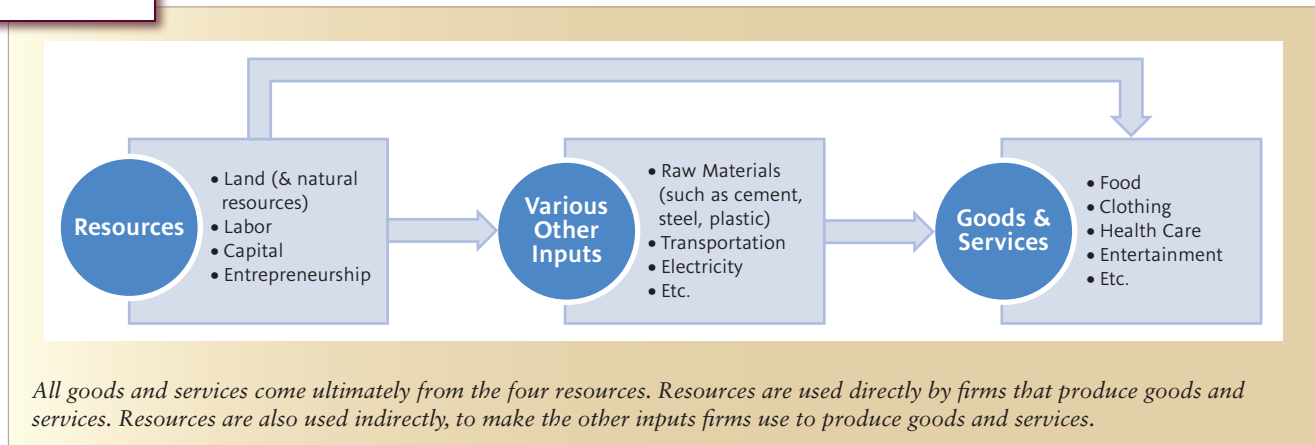 Resources
• Land (& natural
resources)
• Labor
• Capital
• Entrepreneurship
Various
Other
Inputs
• Raw Materials
(such as cement,
steel, plastic)
• Transportation
• Electricity
• Etc.
Goods &
Services
• Food
• Clothing
• Health Care
• Entertainment
• Etc.
All goods and services come ultimately from the four resources. Resources are used directly by firms that produce goods and
services. Resources are also used indirectly, to make the other inputs firms use to produce goods and services.